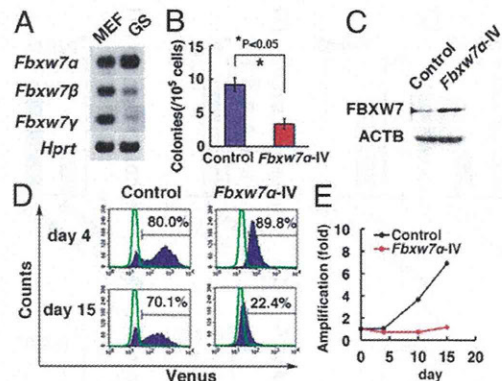 A
MEF
GS
Fbxw7α
Fbxw7β
Fbxw7γ
Hprt
B
Colonies(/10⁵ cells)
15
10
5
0
*P<0.05
*
Control
Fbxw7α-IV
C
Control
Fbxw7α-IV
FBXW7
ACTB
D
Control
Fbxw7α-IV
Counts
day 4
80.0%
89.8%
day 15
70.1%
22.4%
Venus
E
Control
Fbxw7α-IV
Amplification (fold)
10
8
6
4
2
0
0
5
10
15
20
day